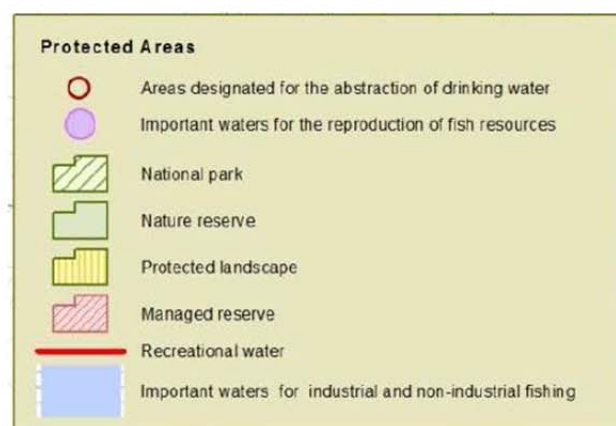 Protected Areas
Areas designated for the abstraction of drinking water
Important waters for the reproduction of fish resources
National park
Nature reserve
Protected landscape
Managed reserve
Recreational water
Important waters for industrial and non-industrial fishing